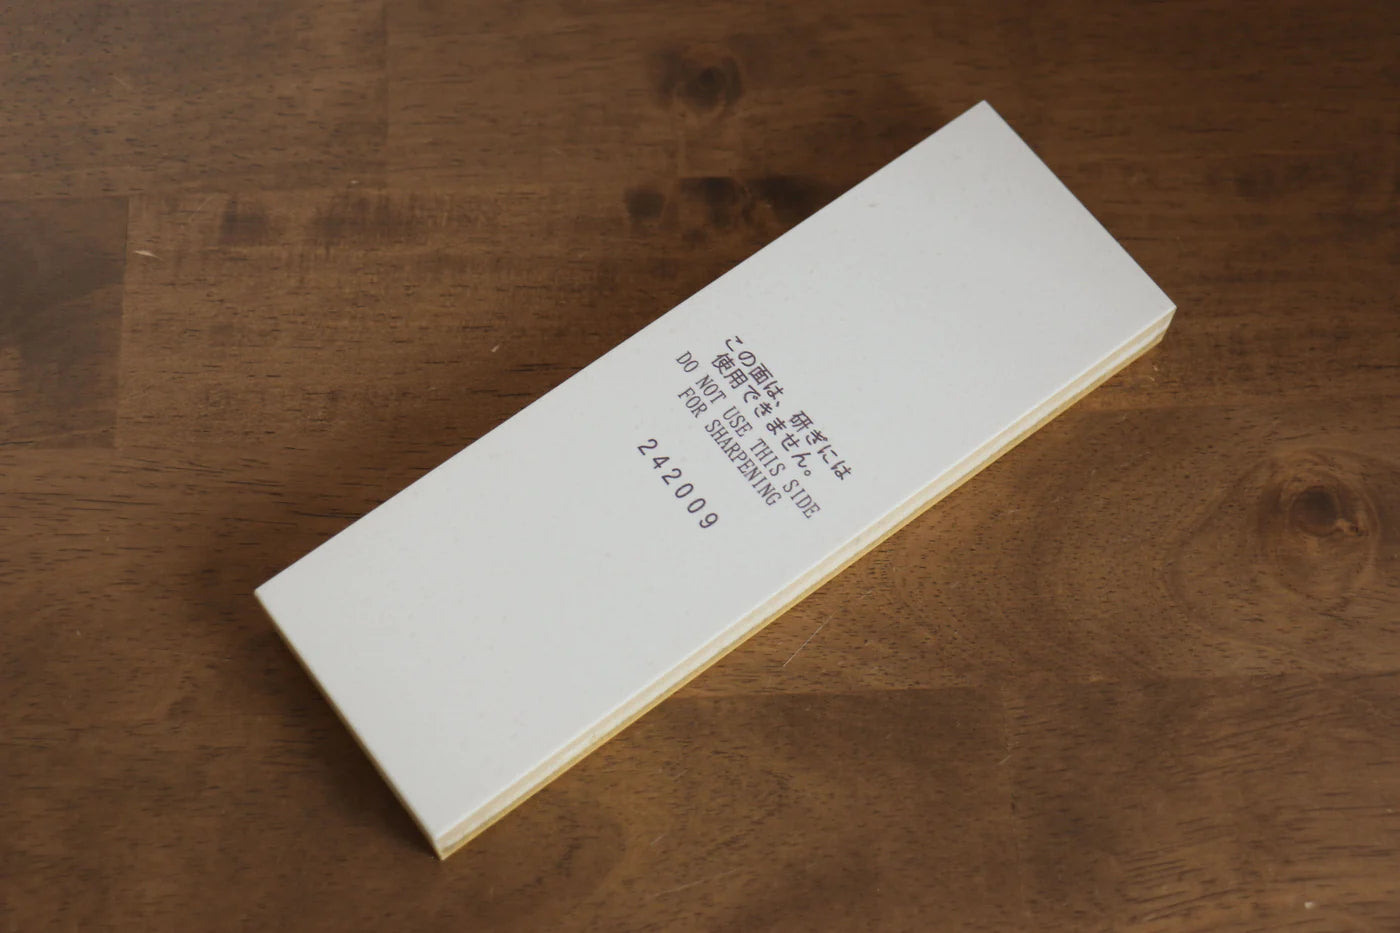 この面は、研ぎには
使用できません。
DO NOT USE THIS SIDE
FOR SHARPENING
242009